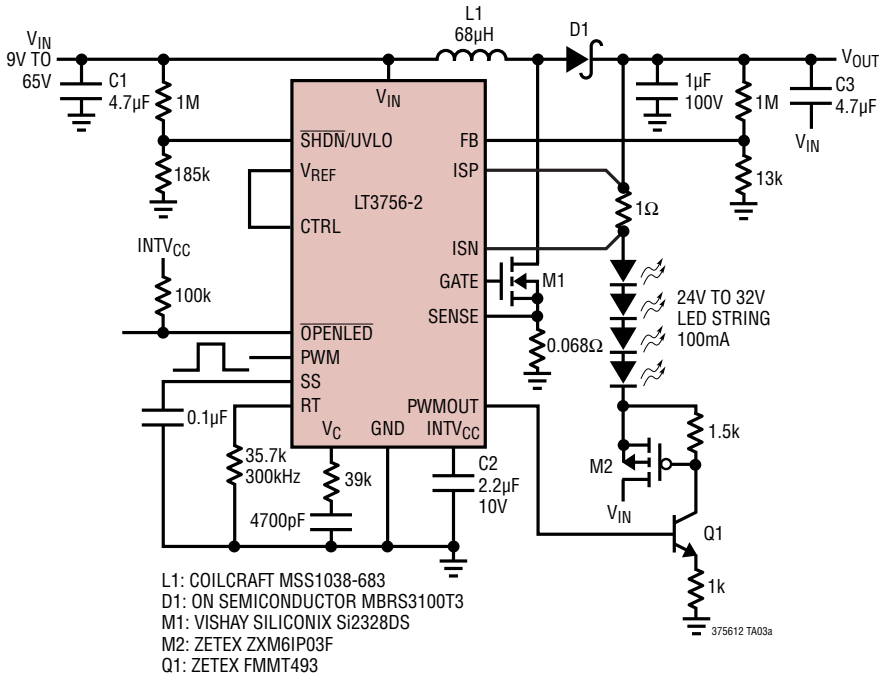 L1
68µH
D1
VIN
9V TO
65V
VOUT
C1
4.7µF
1M
VIN
1µF
100V
1M
C3
4.7µF
VIN
SHDN/UVLO
FB
185k
VREF
ISP
13k
LT3756-2
1Ω
CTRL
INTVCC
ISN
100k
GATE
M1
24V TO 32V
LED STRING
100mA
SENSE
OPENLED
0.068Ω
PWM
SS
0.1µF
RT
PWMOUT
VC
GND
INTVCC
1.5k
35.7k
300kHz
39k
C2
2.2µF
10V
M2
4700pF
VIN
Q1
1k
L1: COILCRAFT MSS1038-683
D1: ON SEMICONDUCTOR MBRS3100T3
M1: VISHAY SILICONIX Si2328DS
M2: ZETEX ZXM6IP03F
Q1: ZETEX FMMT493
375612 TA03a